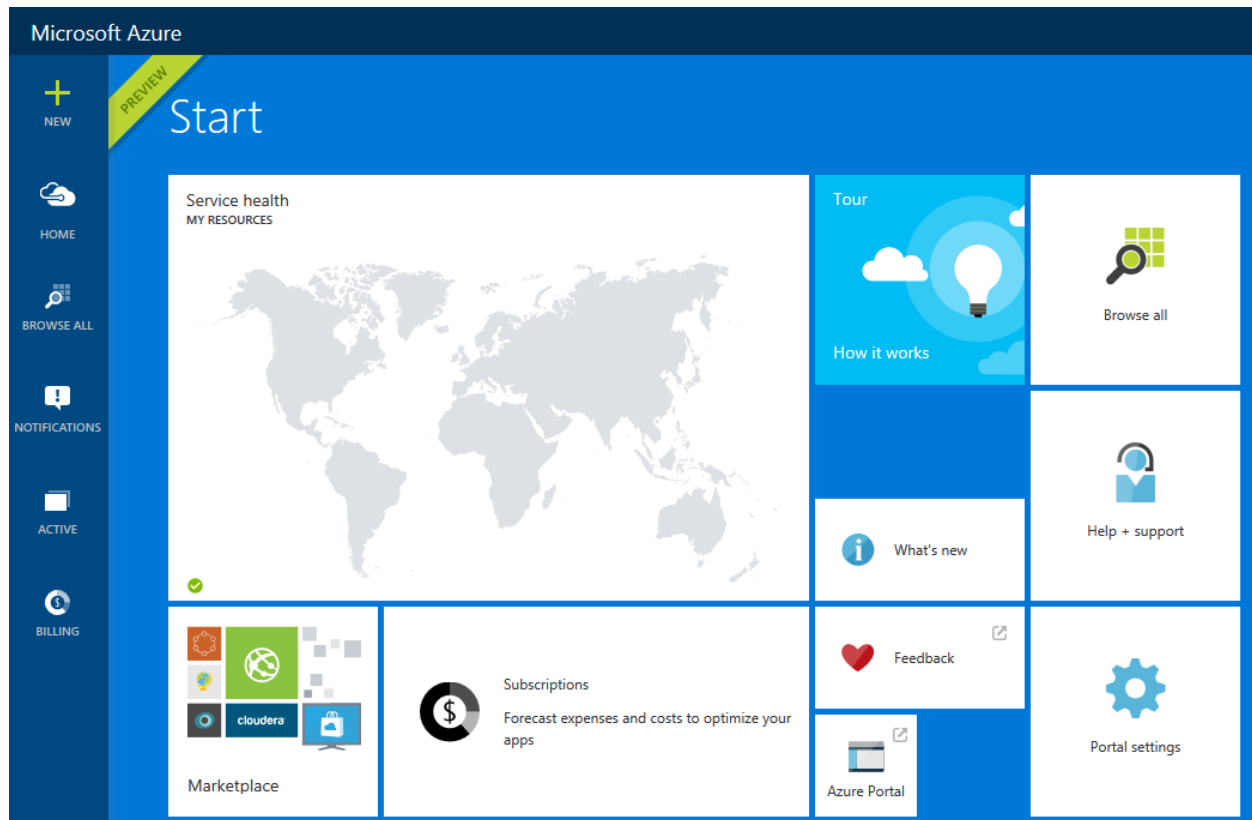 Microsoft Azure
NEW
HOME
BROWSE ALL
NOTIFICATIONS
ACTIVE
BILLING
PREVIEW
Start
Service health
MY RESOURCES
Tour
How it works
Browse all
What's new
Help + support
cloudera
Marketplace
$
Subscriptions
Forecast expenses and costs to optimize your
apps
Feedback
Azure Portal
Portal settings